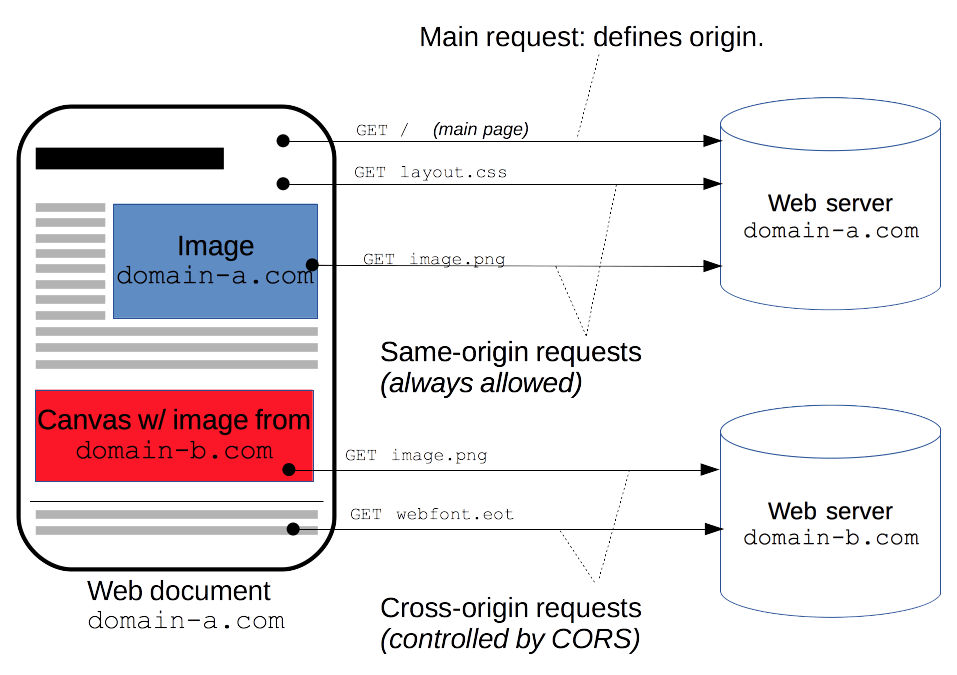 Main request: defines origin.
GET / (main page)
GET layout.css
Image
domain-a.com
GET image.png
Web server
domain-a.com
Same-origin requests
(always allowed)
Canvas w/ image from
domain-b.com
GET image.png
GET webfont.eot
Web server
domain-b.com
Web document
domain-a.com
Cross-origin requests
(controlled by CORS)